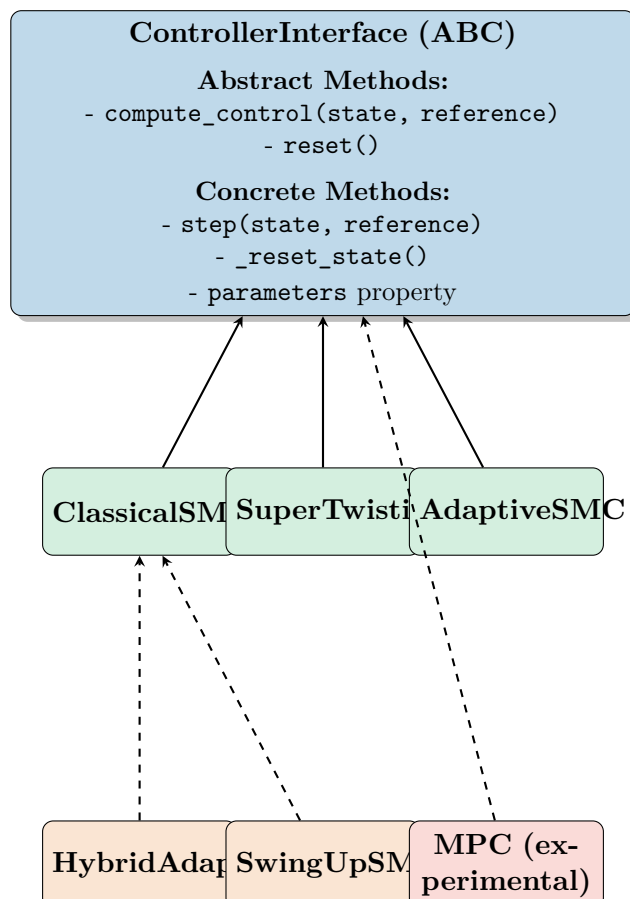 ControllerInterface (ABC)
Abstract Methods:
- compute_control(state, reference)
- reset()
Concrete Methods:
- step(state, reference)
- _reset_state()
- parameters property
ClassicalSM
SuperTwisti
AdaptiveSMC
HybridAdap
SwingUpSM
MPC (ex-
perimental)